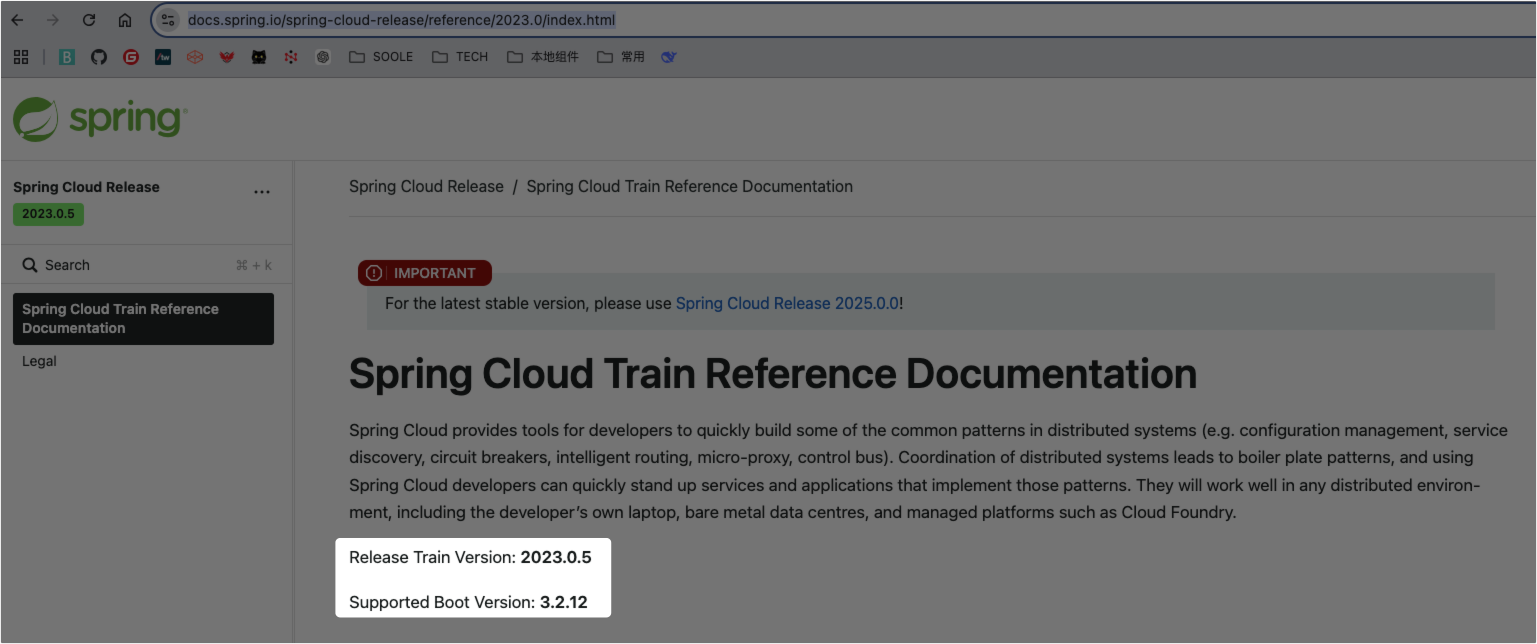 docs.spring.io/spring-cloud-release/reference/2023.0/index.html
B
G
/tw
SOOLE
TECH
本地组件
常用
spring
Spring Cloud Release
...
2023.0.5
Search
⌘ + k
Spring Cloud Train Reference
Documentation
Legal
Spring Cloud Release / Spring Cloud Train Reference Documentation
IMPORTANT
For the latest stable version, please use Spring Cloud Release 2025.0.0!
Spring Cloud Train Reference Documentation
Spring Cloud provides tools for developers to quickly build some of the common patterns in distributed systems (e.g. configuration management, service
discovery, circuit breakers, intelligent routing, micro-proxy, control bus). Coordination of distributed systems leads to boiler plate patterns, and using
Spring Cloud developers can quickly stand up services and applications that implement those patterns. They will work well in any distributed environ-
ment, including the developer’s own laptop, bare metal data centres, and managed platforms such as Cloud Foundry.
Release Train Version: 2023.0.5
Supported Boot Version: 3.2.12